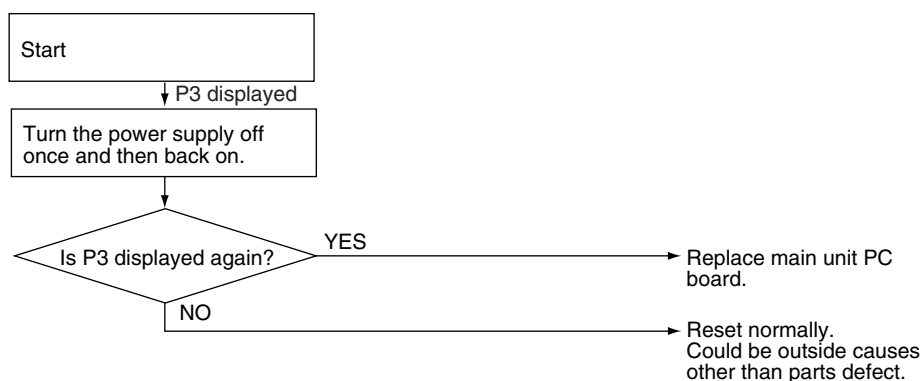 Start
P3 displayed
Turn the power supply off
once and then back on.
Is P3 displayed again?
YES
Replace main unit PC
board.
NO
Reset normally.
Could be outside causes
other than parts defect.